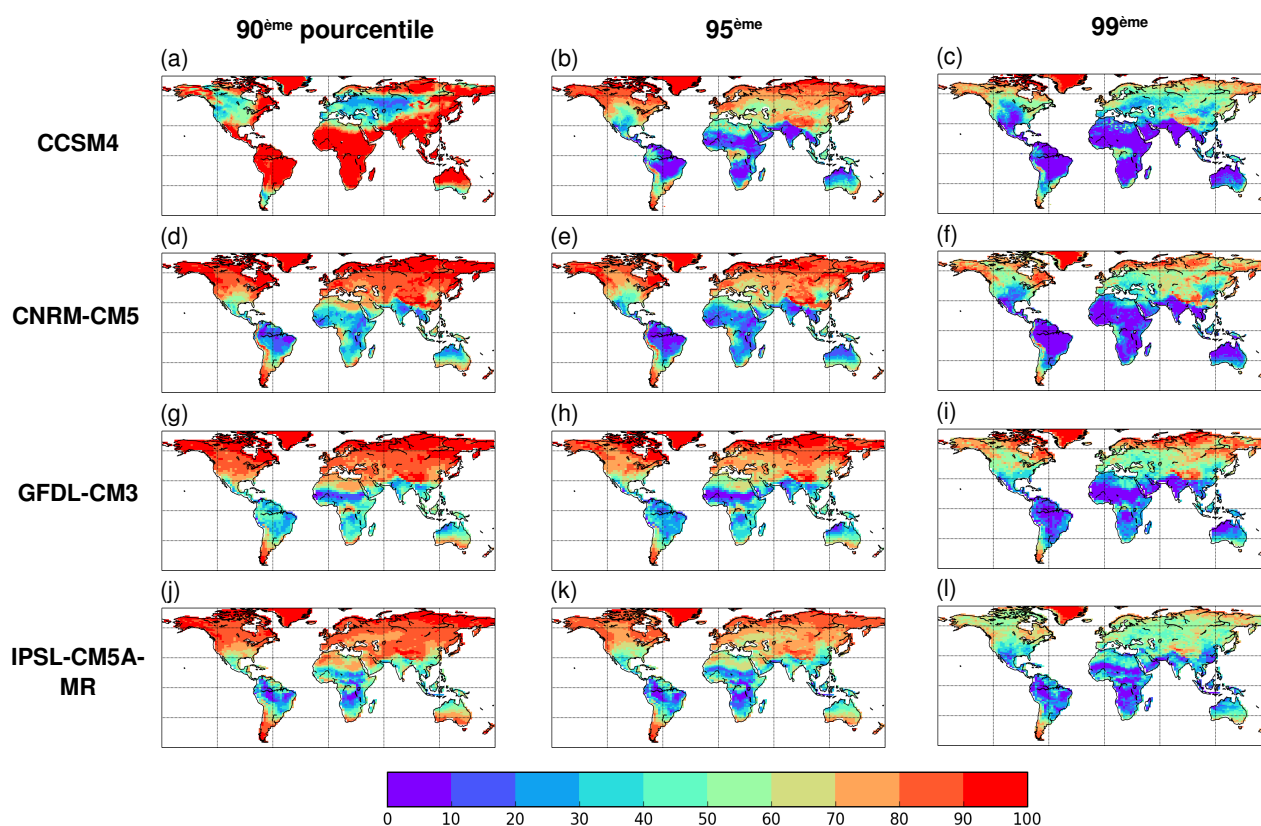 90ème pourcentile 95ème 99ème
(a) (b) (c)
CCSM4
(d) (e) (f)
CNRM-CM5
(g) (h) (i)
GFDL-CM3
(j) (k) (l)
IPSL-CM5A-
MR
0 10 20 30 40 50 60 70 80 90 100